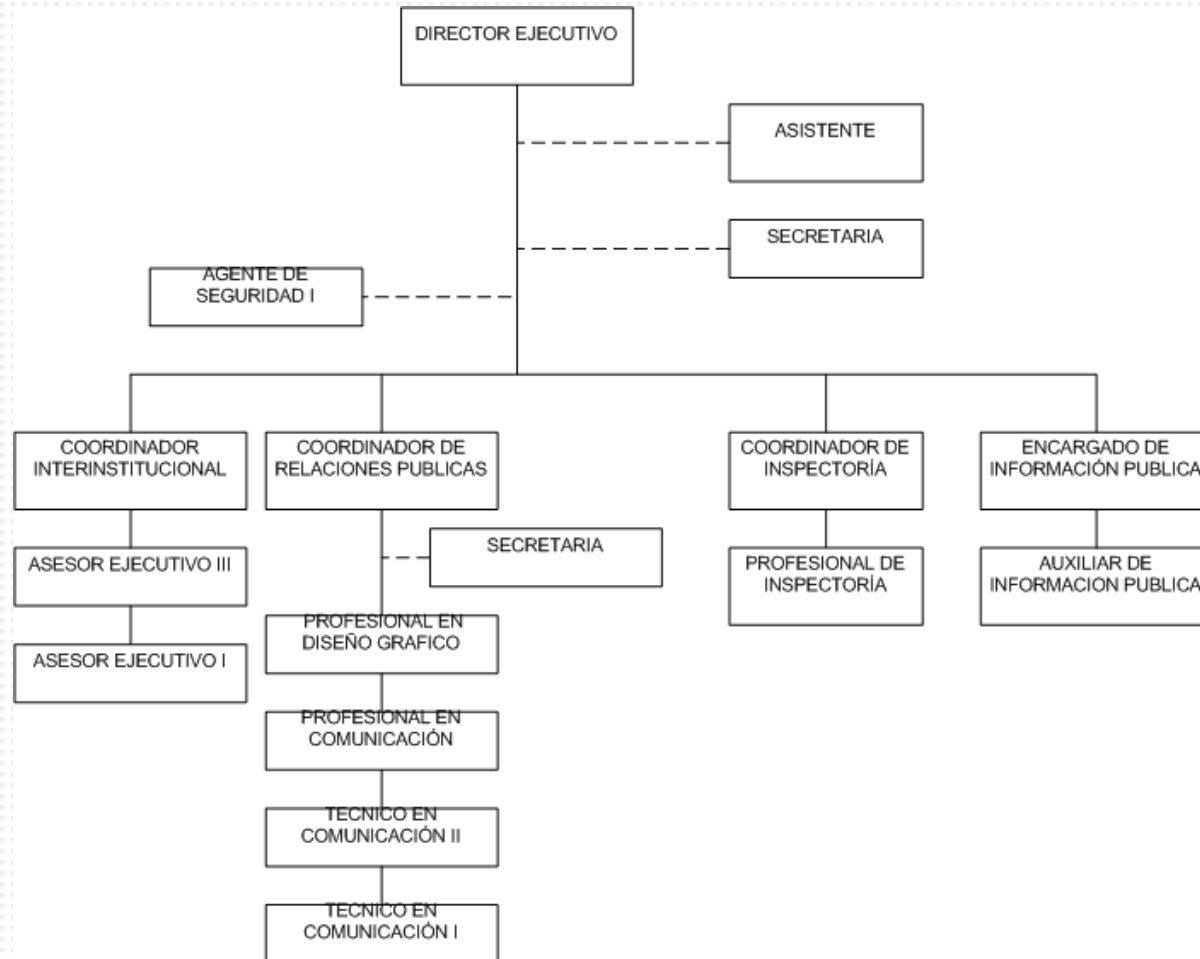 DIRECTOR EJECUTIVO
ASISTENTE
SECRETARIA
AGENTE DE
SEGURIDAD I
COORDINADOR
INTERINSTITUCIONAL
COORDINADOR DE
RELACIONES PUBLICAS
COORDINADOR DE
INSPECTORÍA
ENCARGADO DE
INFORMACIÓN PUBLICA
ASESOR EJECUTIVO III
SECRETARIA
PROFESIONAL DE
INSPECTORÍA
AUXILIAR DE
INFORMACION PUBLICA
ASESOR EJECUTIVO I
PROFESIONAL EN
DISEÑO GRAFICO
PROFESIONAL EN
COMUNICACIÓN
TECNICO EN
COMUNICACIÓN II
TECNICO EN
COMUNICACIÓN I